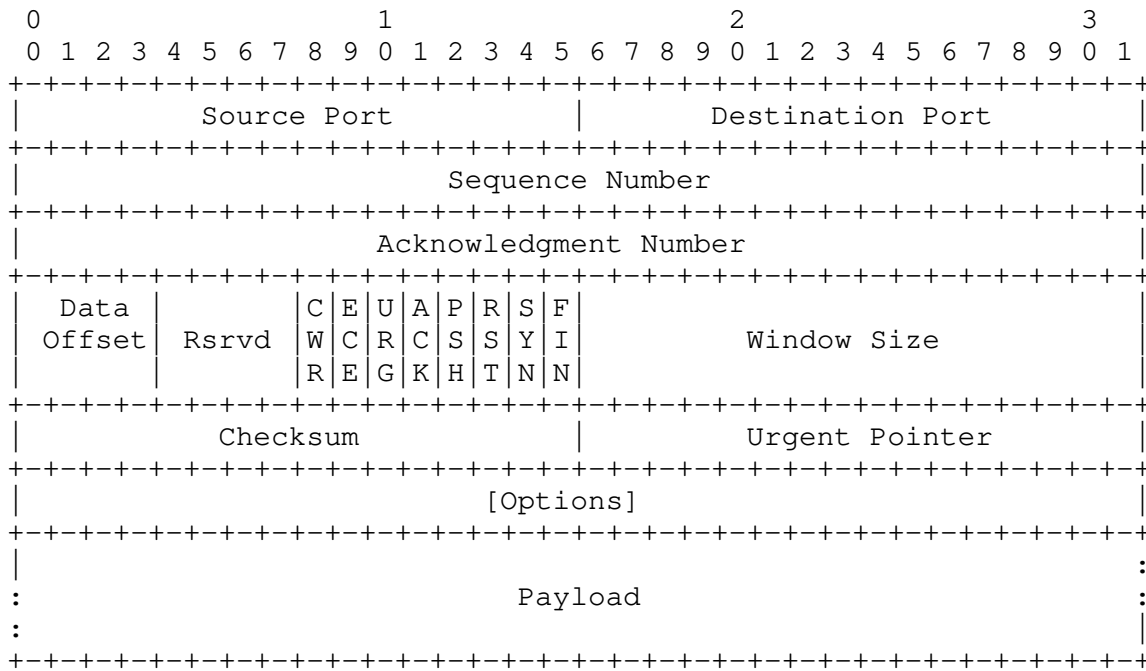 0                   1                   2                   3
 0 1 2 3 4 5 6 7 8 9 0 1 2 3 4 5 6 7 8 9 0 1 2 3 4 5 6 7 8 9 0 1
+-+-+-+-+-+-+-+-+-+-+-+-+-+-+-+-+-+-+-+-+-+-+-+-+-+-+-+-+-+-+-+-+
|          Source Port          |       Destination Port        |
+-+-+-+-+-+-+-+-+-+-+-+-+-+-+-+-+-+-+-+-+-+-+-+-+-+-+-+-+-+-+-+-+
|                        Sequence Number                        |
+-+-+-+-+-+-+-+-+-+-+-+-+-+-+-+-+-+-+-+-+-+-+-+-+-+-+-+-+-+-+-+-+
|                    Acknowledgment Number                      |
+-+-+-+-+-+-+-+-+-+-+-+-+-+-+-+-+-+-+-+-+-+-+-+-+-+-+-+-+-+-+-+-+
|  Data |       |C|E|U|A|P|R|S|F|                               |
| Offset| Rsrvd |W|C|R|C|S|S|Y|I|         Window Size           |
|       |       |R|E|G|K|H|T|N|N|                               |
+-+-+-+-+-+-+-+-+-+-+-+-+-+-+-+-+-+-+-+-+-+-+-+-+-+-+-+-+-+-+-+-+
|           Checksum            |         Urgent Pointer        |
+-+-+-+-+-+-+-+-+-+-+-+-+-+-+-+-+-+-+-+-+-+-+-+-+-+-+-+-+-+-+-+-+
|                          [Options]                            |
+-+-+-+-+-+-+-+-+-+-+-+-+-+-+-+-+-+-+-+-+-+-+-+-+-+-+-+-+-+-+-+-+
|                                                               :
:                            Payload                            :
:                                                               |
+-+-+-+-+-+-+-+-+-+-+-+-+-+-+-+-+-+-+-+-+-+-+-+-+-+-+-+-+-+-+-+-+